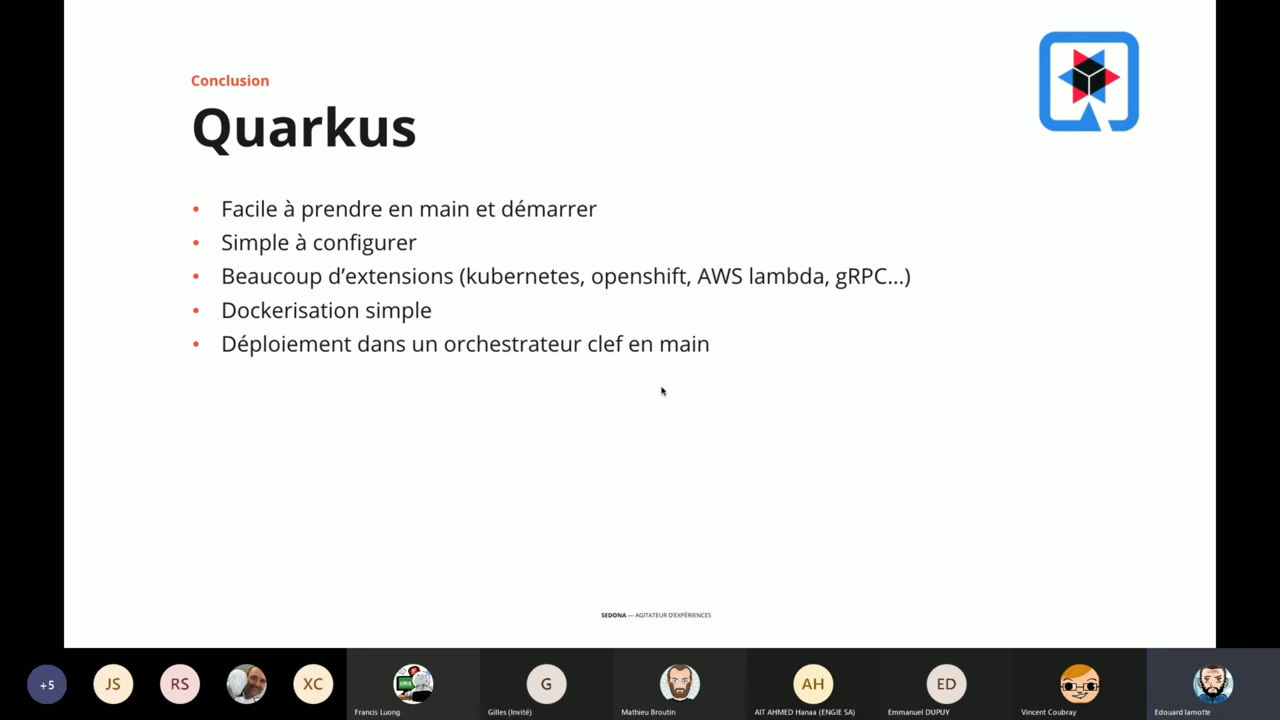 Conclusion
Quarkus
• Facile à prendre en main et démarrer
• Simple à configurer
• Beaucoup d’extensions (kubernetes, openshift, AWS lambda, gRPC...)
• Dockerisation simple
• Déploiement dans un orchestrateur clef en main
SEDONA — AGITATEUR D'EXPÉRIENCES
+5
JS
RS
XC
G
AH
ED
Francis Luong
Gilles (Invité)
Mathieu Broutin
AIT AHMED Hanaa (ENGIE SA)
Emmanuel DUPUY
Vincent Coubray
Edouard lamotte